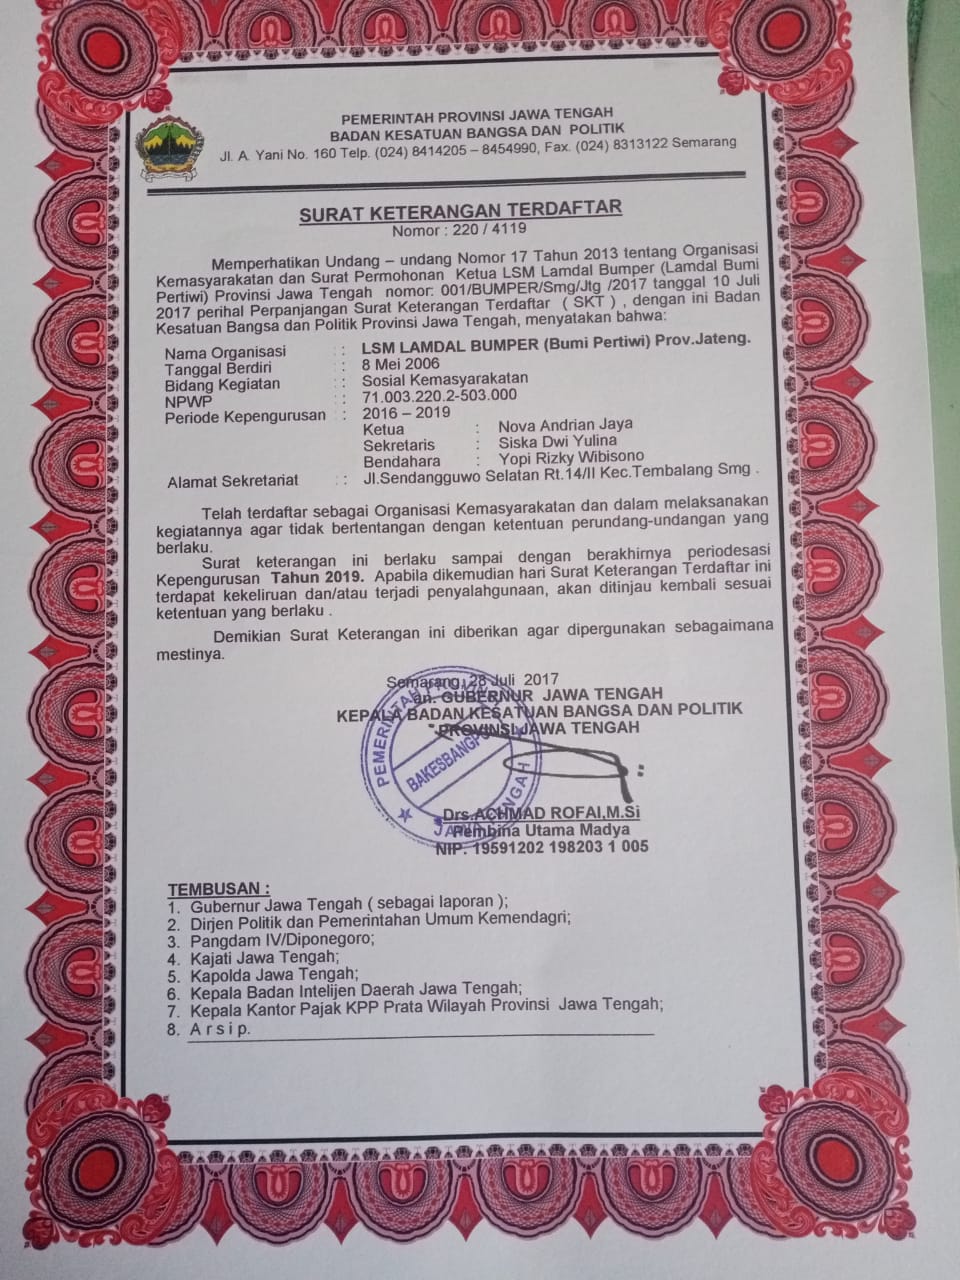 PEMERINTAH PROVINSI JAWA TENGAH
BADAN KESATUAN BANGSA DAN POLITIK
Jl. A. Yani No. 160 Telp. (024) 8414205 – 8454990, Fax. (024) 8313122 Semarang
SURAT KETERANGAN TERDAFTAR
Nomor : 220 / 4119
Memperhatikan Undang – undang Nomor 17 Tahun 2013 tentang Organisasi
Kemasyarakatan dan Surat Permohonan Ketua LSM Lamdal Bumper (Lamdal Bumi
Pertiwi) Provinsi Jawa Tengah nomor: 001/BUMPER/Smg/Jtg /2017 tanggal 10 Juli
2017 perihal Perpanjangan Surat Keterangan Terdaftar ( SKT ) , dengan ini Badan
Kesatuan Bangsa dan Politik Provinsi Jawa Tengah, menyatakan bahwa:
Nama Organisasi : LSM LAMDAL BUMPER (Bumi Pertiwi) Prov.Jateng.
Tanggal Berdiri : 8 Mei 2006
Bidang Kegiatan : Sosial Kemasyarakatan
NPWP : 71.003.220.2-503.000
Periode Kepengurusan : 2016 – 2019
Ketua : Nova Andrian Jaya
Sekretaris : Siska Dwi Yulina
Bendahara : Yopi Rizky Wibisono
Alamat Sekretariat : Jl.Sendangguwo Selatan Rt.14/II Kec.Tembalang Smg .
Telah terdaftar sebagai Organisasi Kemasyarakatan dan dalam melaksanakan
kegiatannya agar tidak bertentangan dengan ketentuan perundang-undangan yang
berlaku.
Surat keterangan ini berlaku sampai dengan berakhirnya periodesasi
Kepengurusan Tahun 2019. Apabila dikemudian hari Surat Keterangan Terdaftar ini
terdapat kekeliruan dan/atau terjadi penyalahgunaan, akan ditinjau kembali sesuai
ketentuan yang berlaku .
Demikian Surat Keterangan ini diberikan agar dipergunakan sebagaimana
mestinya.
Semarang, 28 Juli 2017
an. GUBERNUR JAWA TENGAH
KEPALA BADAN KESATUAN BANGSA DAN POLITIK
PROVINSI JAWA TENGAH
PEMERINTAH
BAKESBANGPOL
JAWA TENGAH
Drs.ACHMAD ROFAI,M.Si
Pembina Utama Madya
NIP. 19591202 198203 1 005
TEMBUSAN :
1. Gubernur Jawa Tengah ( sebagai laporan );
2. Dirjen Politik dan Pemerintahan Umum Kemendagri;
3. Pangdam IV/Diponegoro;
4. Kajati Jawa Tengah;
5. Kapolda Jawa Tengah;
6. Kepala Badan Intelijen Daerah Jawa Tengah;
7. Kepala Kantor Pajak KPP Prata Wilayah Provinsi Jawa Tengah;
8. A r s i p.